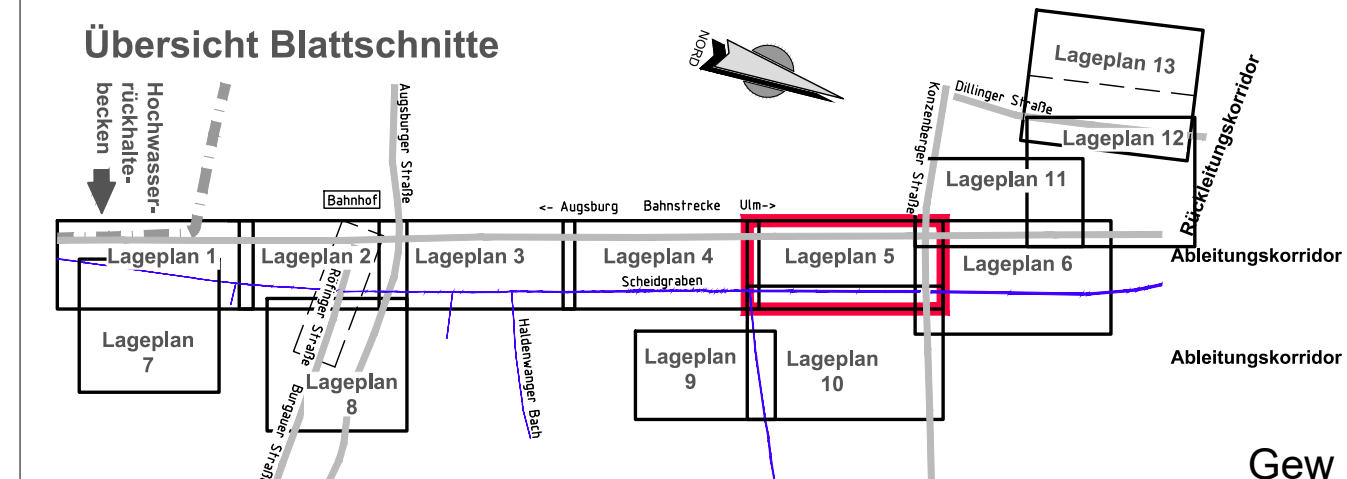 Übersicht Blattschnitte
NORD
Hochwasser-
rückhalte-
becken
Augsburger Straße
Konzenberger Straße
Dillinger Straße
Lageplan 13
Lageplan 12
Rückleitungskorridor
Lageplan 11
Bahnhof
<- Augsburg Bahnstrecke Ulm->
Lageplan 1
Lageplan 2
Lageplan 3
Lageplan 4
Lageplan 5
Lageplan 6
Ableitungskorridor
Scheidgraben
Röfinger Straße
Haldenwanger Bach
Lageplan
7
Lageplan
8
Lageplan
9
Lageplan
10
Ableitungskorridor
Burgauer Straße
Gew